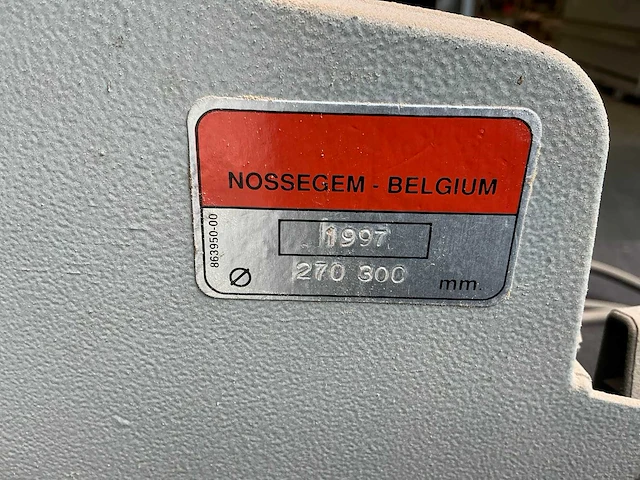 NOSSEGEM - BELGIUM
863950-00
1997
Ø 270 300 mm.